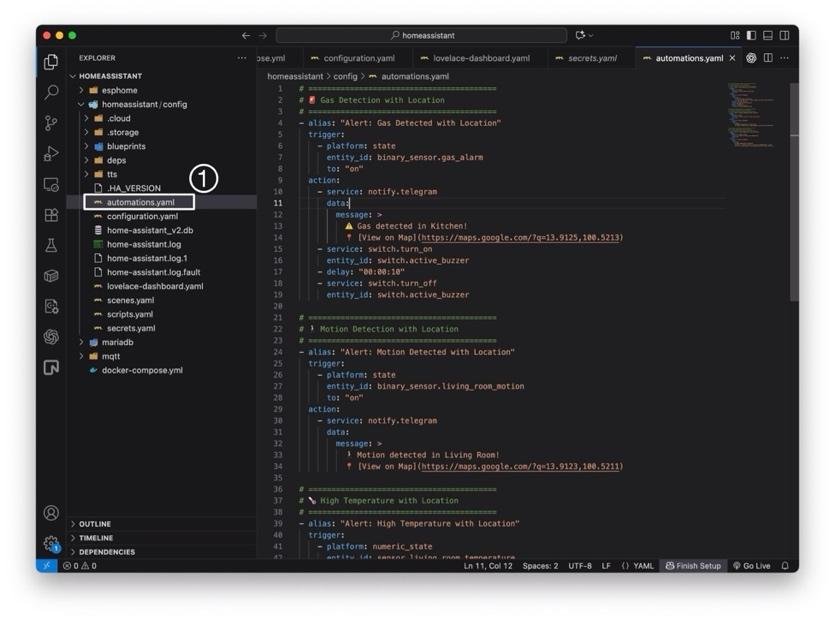 homeassistant
EXPLORER
HOMEASSISTANT
esphome
homeassistant/config
.cloud
.storage
blueprints
deps
tts
.HA_VERSION
automations.yaml
configuration.yaml
home-assistant_v2.db
home-assistant.log
home-assistant.log.1
home-assistant.log.fault
lovelace-dashboard.yaml
scenes.yaml
scripts.yaml
secrets.yaml
mariadb
mqtt
docker-compose.yml
OUTLINE
TIMELINE
DEPENDENCIES
1
ose.yml configuration.yaml lovelace-dashboard.yaml secrets.yaml automations.yaml
homeassistant > config > automations.yaml
1 # ==========================================
2 # 🚨 Gas Detection with Location
3 # ==========================================
4 - alias: "Alert: Gas Detected with Location"
5 trigger:
6 - platform: state
7 entity_id: binary_sensor.gas_alarm
8 to: "on"
9 action:
10 - service: notify.telegram
11 data:
12 message: >
13 ⚠️ Gas detected in Kitchen!
14 📍 [View on Map](https://maps.google.com/?q=13.9125,100.5213)
15 - service: switch.turn_on
16 entity_id: switch.active_buzzer
17 - delay: "00:00:10"
18 - service: switch.turn_off
19 entity_id: switch.active_buzzer
20
21 # ==========================================
22 # 🚶 Motion Detection with Location
23 # ==========================================
24 - alias: "Alert: Motion Detected with Location"
25 trigger:
26 - platform: state
27 entity_id: binary_sensor.living_room_motion
28 to: "on"
29 action:
30 - service: notify.telegram
31 data:
32 message: >
33 🚶 Motion detected in Living Room!
34 📍 [View on Map](https://maps.google.com/?q=13.9123,100.5211)
35
36 # ==========================================
37 # 🌡️ High Temperature with Location
38 # ==========================================
39 - alias: "Alert: High Temperature with Location"
40 trigger:
41 - platform: numeric_state
42 entity_id: sensor.living_room_temperature
0 0 Ln 11, Col 12 Spaces: 2 UTF-8 LF {} YAML Finish Setup Go Live